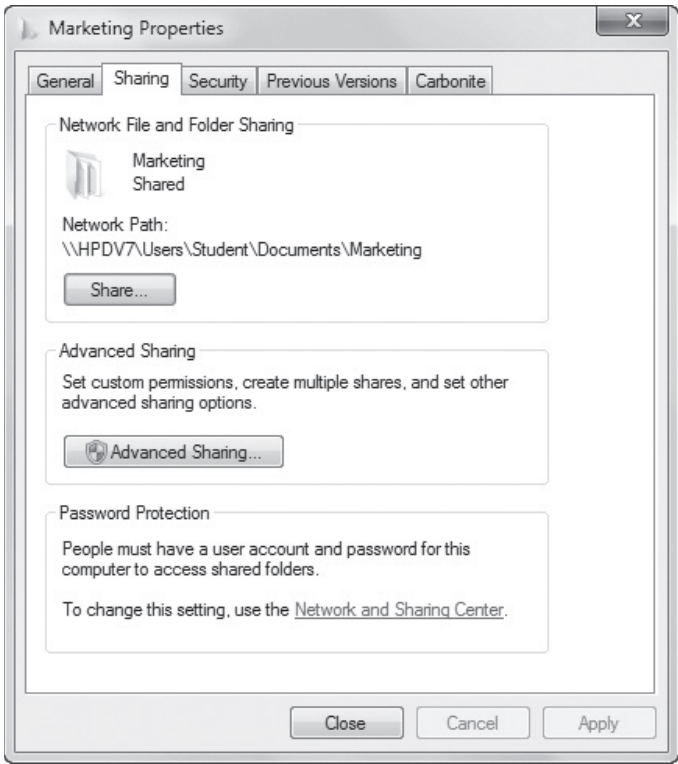 Marketing Properties
x
General Sharing Security Previous Versions Carbonite
Network File and Folder Sharing
Marketing
Shared
Network Path:
\\HPDV7\Users\Student\Documents\Marketing
Share...
Advanced Sharing
Set custom permissions, create multiple shares, and set other
advanced sharing options.
Advanced Sharing...
Password Protection
People must have a user account and password for this
computer to access shared folders.
To change this setting, use the Network and Sharing Center.
Close Cancel Apply